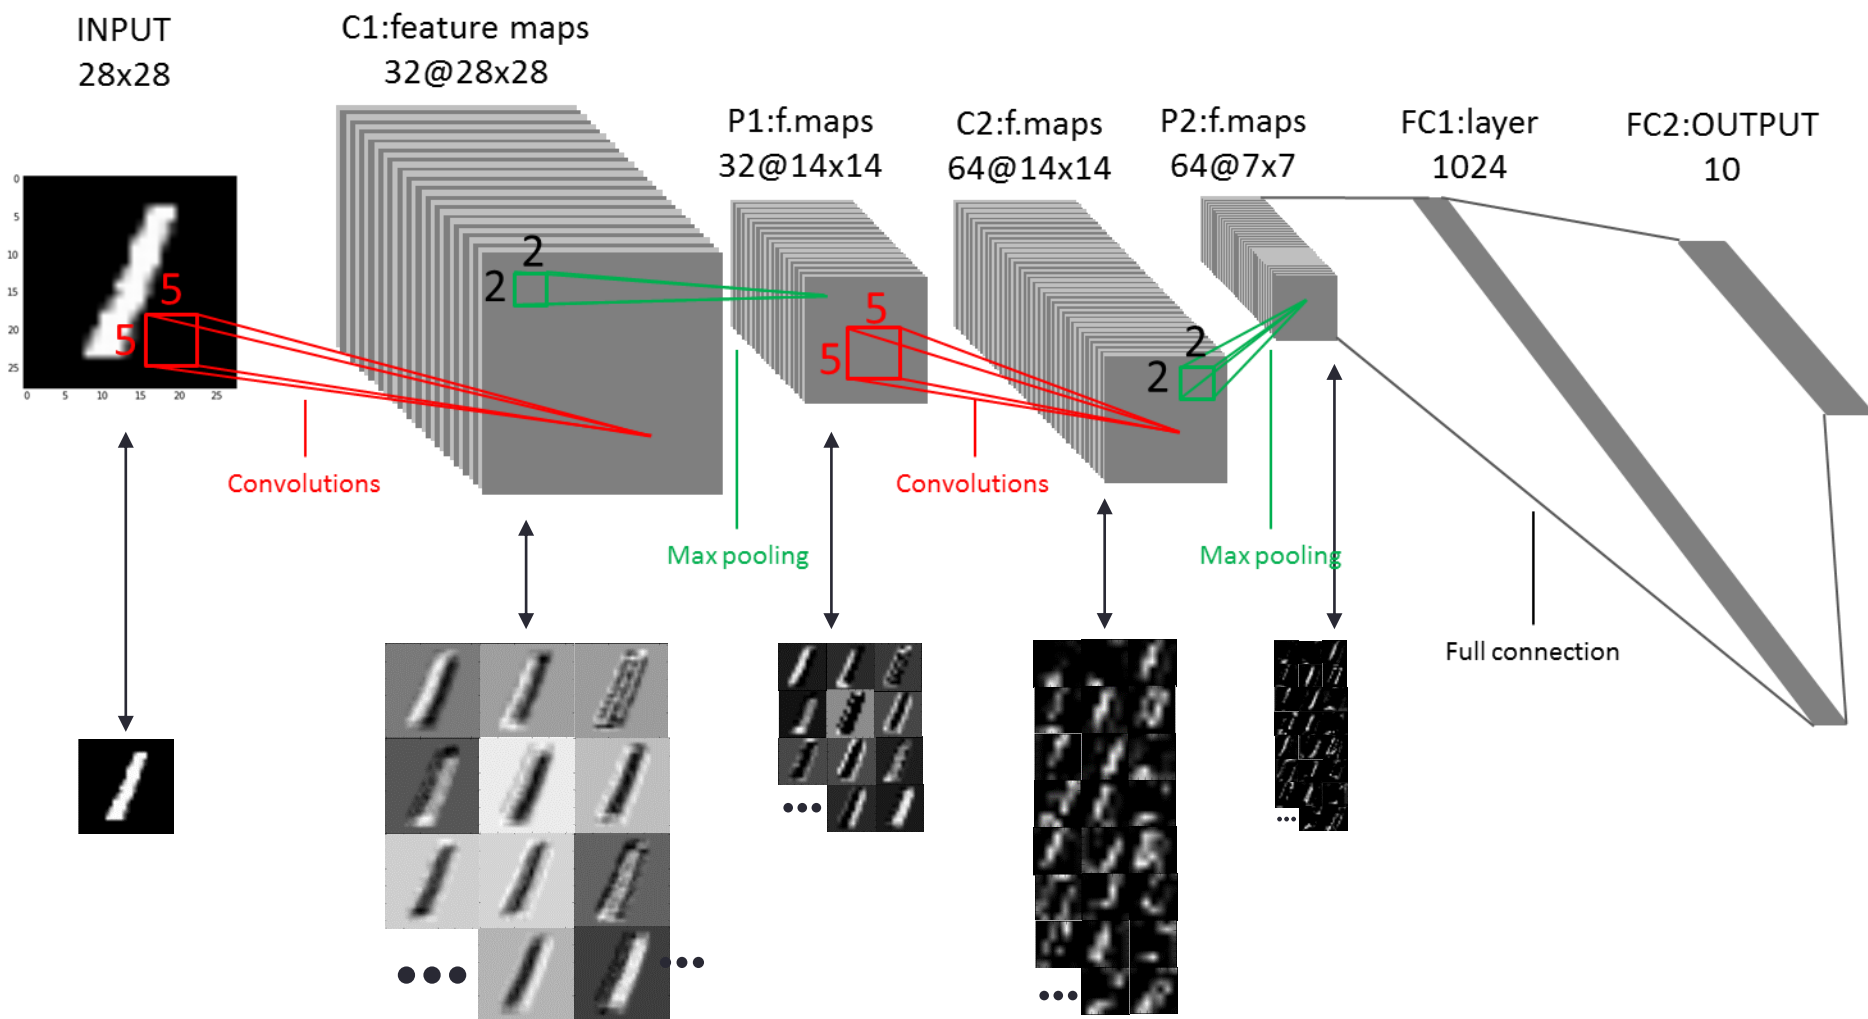 INPUT
28x28
C1:feature maps
32@28x28
P1:f.maps
32@14x14
C2:f.maps
64@14x14
P2:f.maps
64@7x7
FC1:layer
1024
FC2:OUTPUT
10
0
5
10
15
20
25
0 5 10 15 20 25
5
5
2
2
5
5
2
2
Convolutions
Max pooling
Convolutions
Max pooling
Full connection